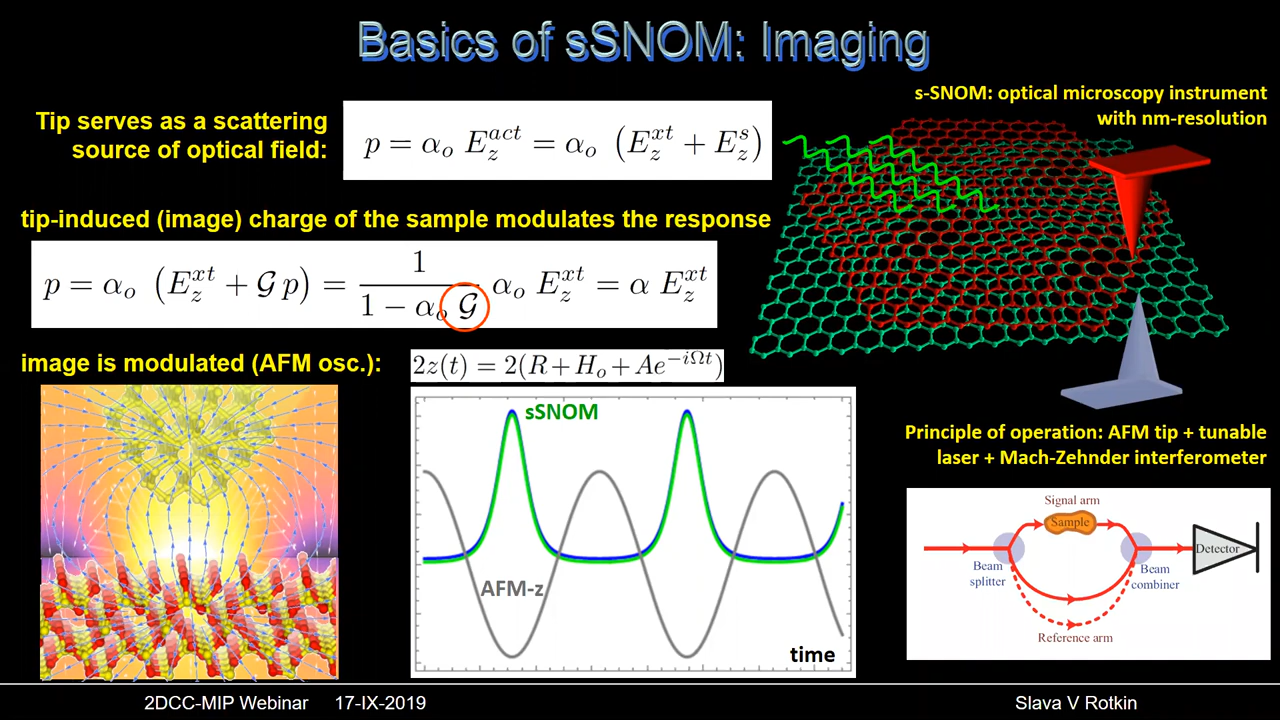 Basics of sSNOM: Imaging
Tip serves as a scattering
source of optical field:
p = α_o E_z^{act} = α_o (E_z^{xt} + E_z^s)
s-SNOM: optical microscopy instrument
with nm-resolution
tip-induced (image) charge of the sample modulates the response
p = α_o (E_z^{xt} + 𝒢 p) = \frac{1}{1 − α_o 𝒢} α_o E_z^{xt} = α E_z^{xt}
image is modulated (AFM osc.):
2z(t) = 2(R + H_o + Ae^{−iΩt})
sSNOM
AFM-z
time
Principle of operation: AFM tip + tunable
laser + Mach-Zehnder interferometer
Signal arm
Sample
Detector
Beam
splitter
Beam
combiner
Reference arm
2DCC-MIP Webinar 17-IX-2019
Slava V Rotkin